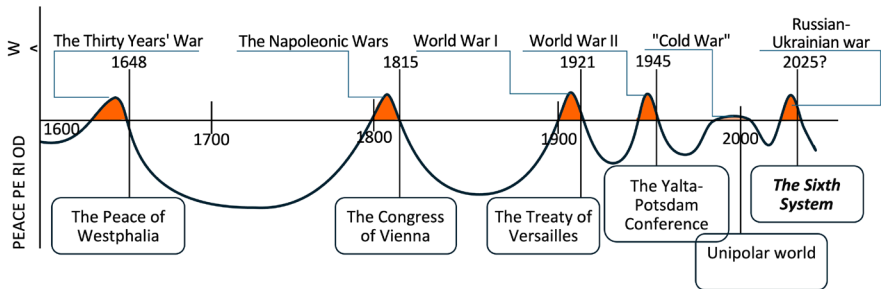 W <
PEACE PE RI OD
The Thirty Years' War
1648
The Napoleonic Wars
1815
World War I
1921
World War II
1945
"Cold War"
Russian-
Ukrainian war
2025?
1600
1700
1800
1900
2000
The Peace of
Westphalia
The Congress
of Vienna
The Treaty of
Versailles
The Yalta-
Potsdam
Conference
Unipolar world
The Sixth
System